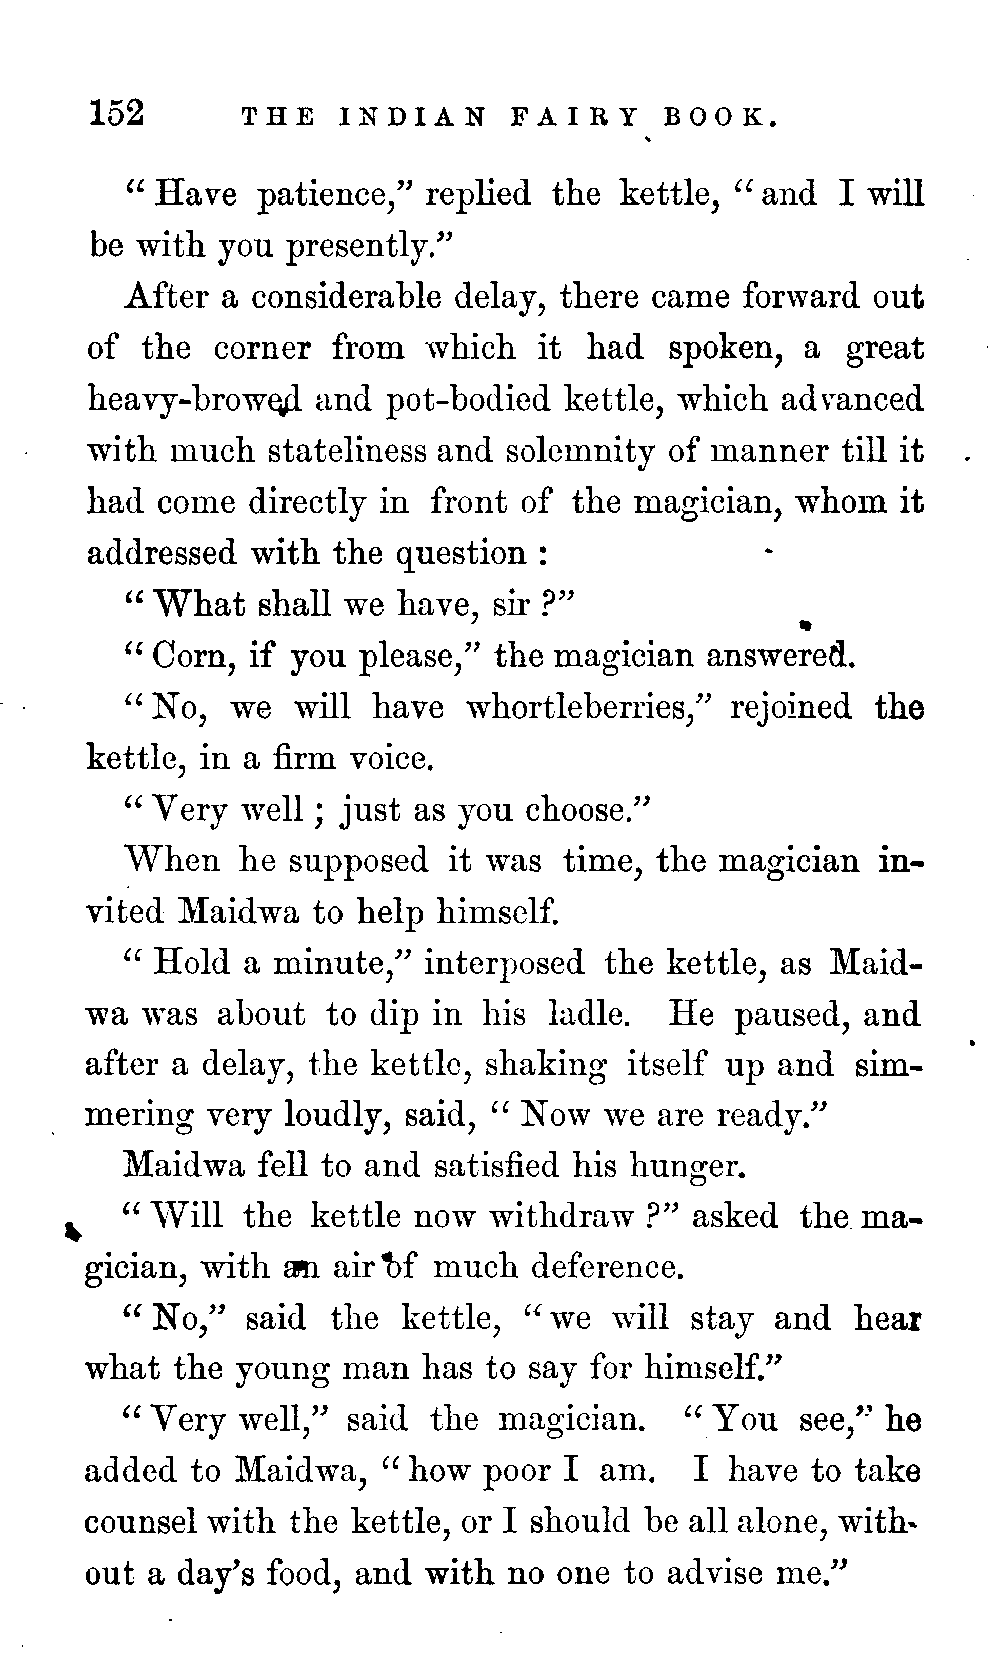 152 THE INDIAN FAIRY BOOK.
“ Have patience,” replied the kettle, “ and I will
be with you presently.”
After a considerable delay, there came forward out
of the corner from which it had spoken, a great
heavy-browed and pot-bodied kettle, which advanced
with much stateliness and solemnity of manner till it
had come directly in front of the magician, whom it
addressed with the question :
“ What shall we have, sir ?”
“ Corn, if you please,” the magician answered.
“ No, we will have whortleberries,” rejoined the
kettle, in a firm voice.
“ Very well ; just as you choose.”
When he supposed it was time, the magician in-
vited Maidwa to help himself.
“ Hold a minute,” interposed the kettle, as Maid-
wa was about to dip in his ladle. He paused, and
after a delay, the kettle, shaking itself up and sim-
mering very loudly, said, “ Now we are ready.”
Maidwa fell to and satisfied his hunger.
“ Will the kettle now withdraw ?” asked the ma-
gician, with an air of much deference.
“ No,” said the kettle, “ we will stay and hear
what the young man has to say for himself.”
“ Very well,” said the magician. “ You see,” he
added to Maidwa, “ how poor I am. I have to take
counsel with the kettle, or I should be all alone, with-
out a day’s food, and with no one to advise me.”